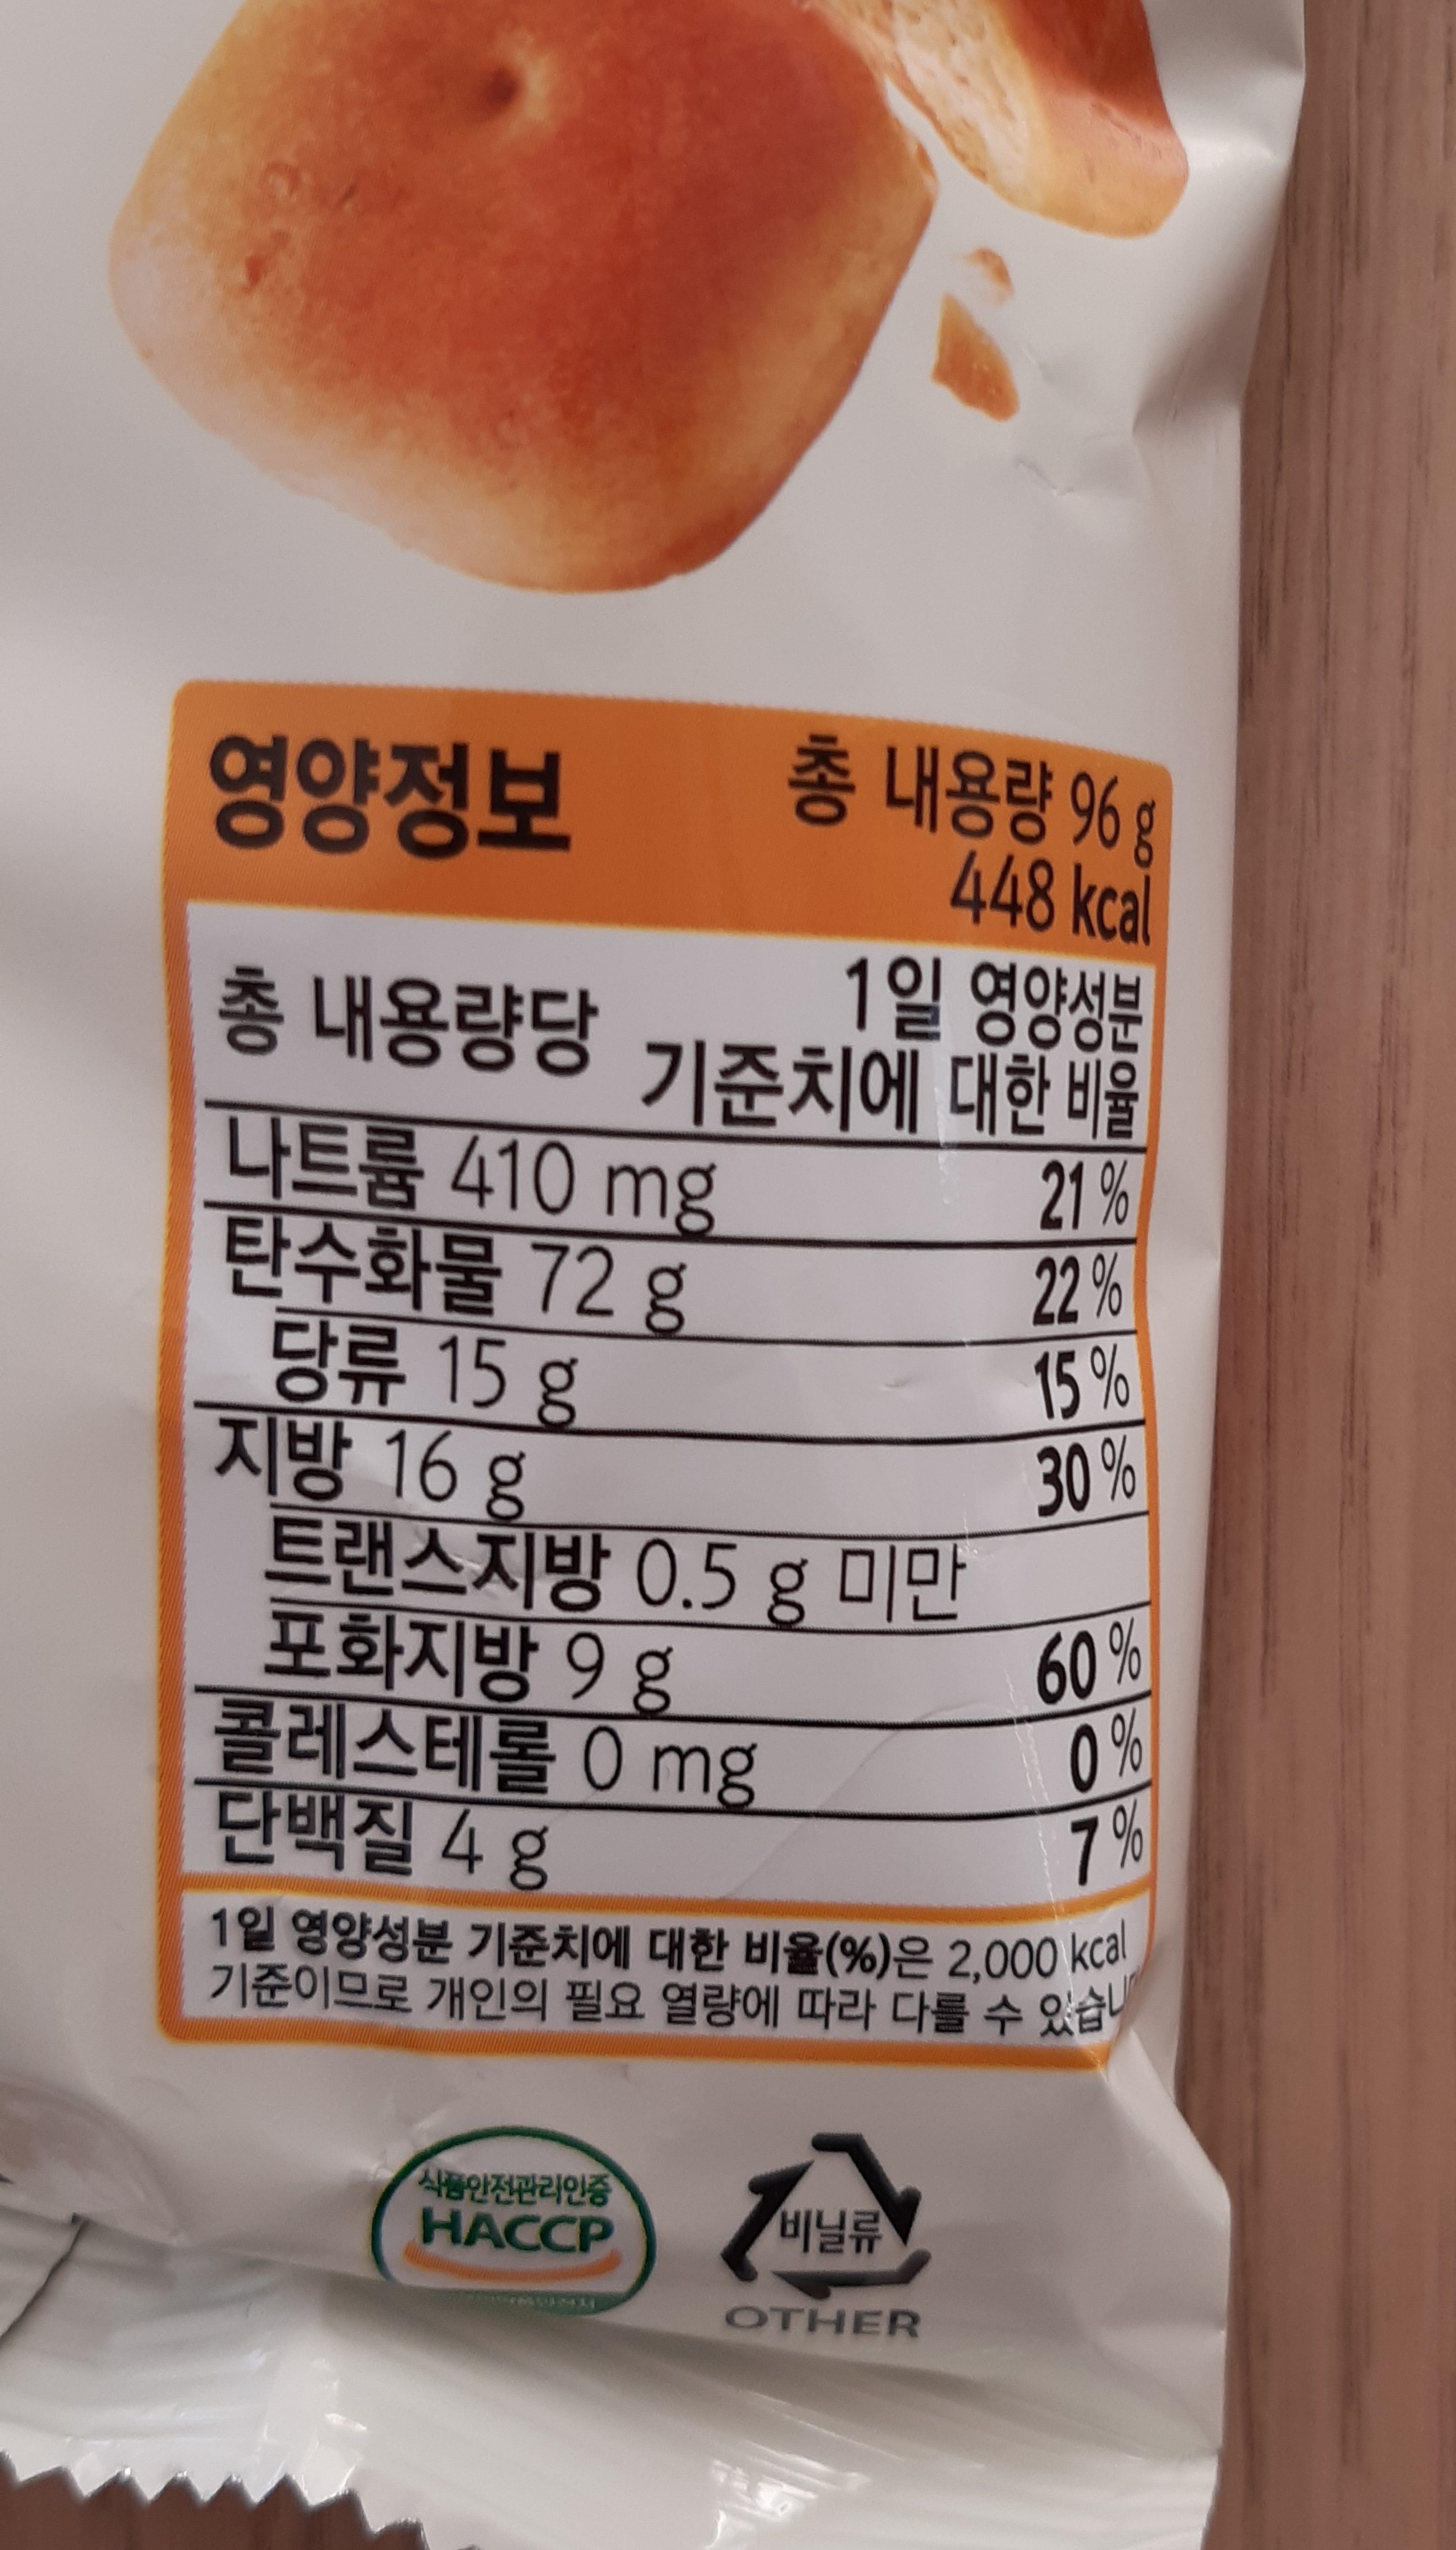 영양정보
총 내용량 96 g
448 kcal
총 내용량당
1일 영양성분
기준치에 대한 비율
나트륨 410 mg 21 %
탄수화물 72 g 22 %
당류 15 g 15 %
지방 16 g 30 %
트랜스지방 0.5 g 미만
포화지방 9 g 60 %
콜레스테롤 0 mg 0 %
단백질 4 g 7 %
1일 영양성분 기준치에 대한 비율(%)은 2,000 kcal
기준이므로 개인의 필요 열량에 따라 다를 수
식품안전관리인증
HACCP
비닐류
OTHER